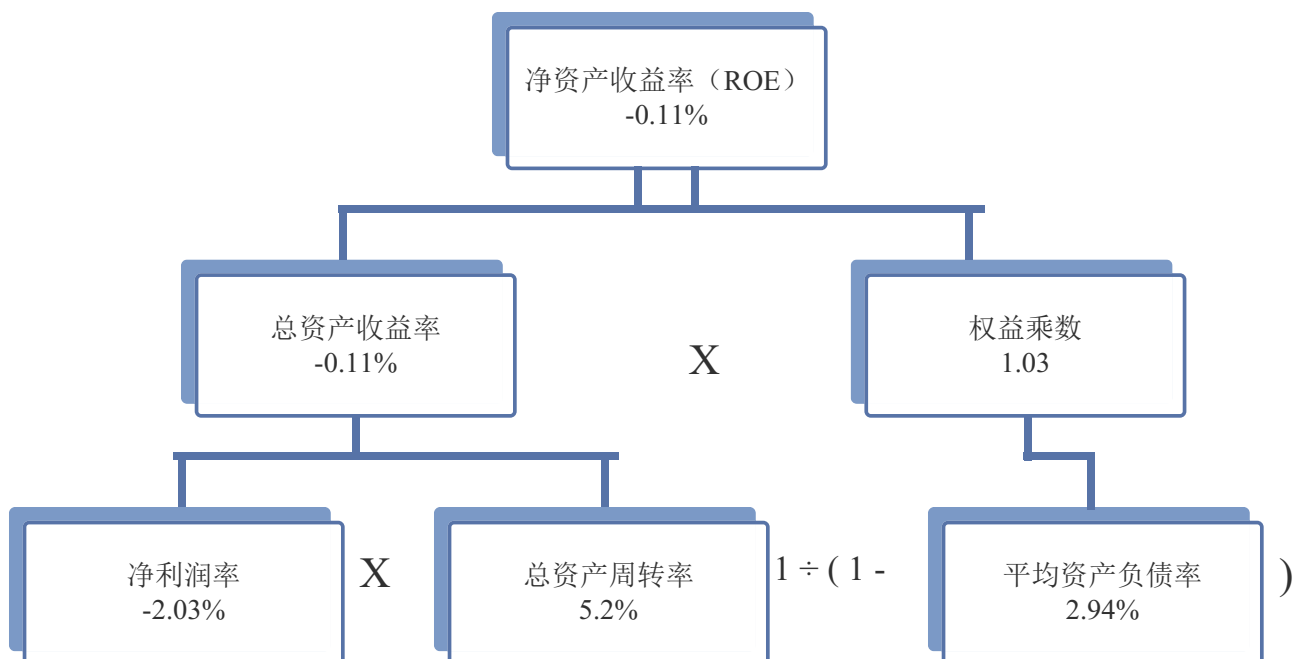 净资产收益率（ROE）
-0.11%
总资产收益率
-0.11%
X
权益乘数
1.03
净利润率
-2.03%
X
总资产周转率
5.2%
1 ÷ ( 1 -
平均资产负债率
2.94%
)